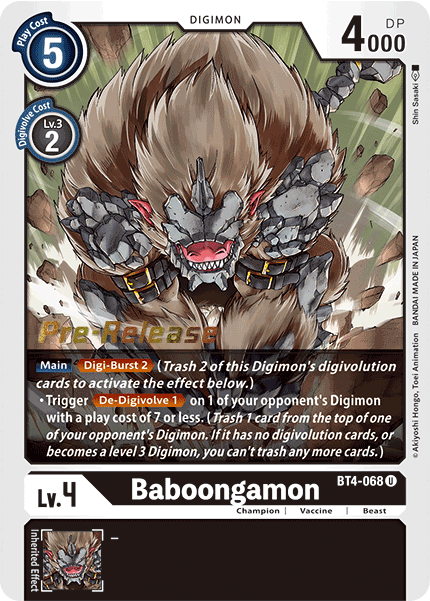 Play Cost
5
DIGIMON
4000
DP
Digivolve Cost
Lv.3
2
Shin Sasaki
© Akiyoshi Hongo, Toei Animation BANDAI MADE IN JAPAN
Pre-Release
Main Digi-Burst 2 (Trash 2 of this Digimon's digivolution
cards to activate the effect below.)
・Trigger De-Digivolve 1 on 1 of your opponent's Digimon
with a play cost of 7 or less. (Trash 1 card from the top of
one of your opponent's Digimon. If it has no digivolution cards, or
becomes a level 3 Digimon, you can't trash any more cards.)
Lv.4
Baboongamon
BT4-068 U
Champion | Vaccine | Beast
Inherited Effect
–